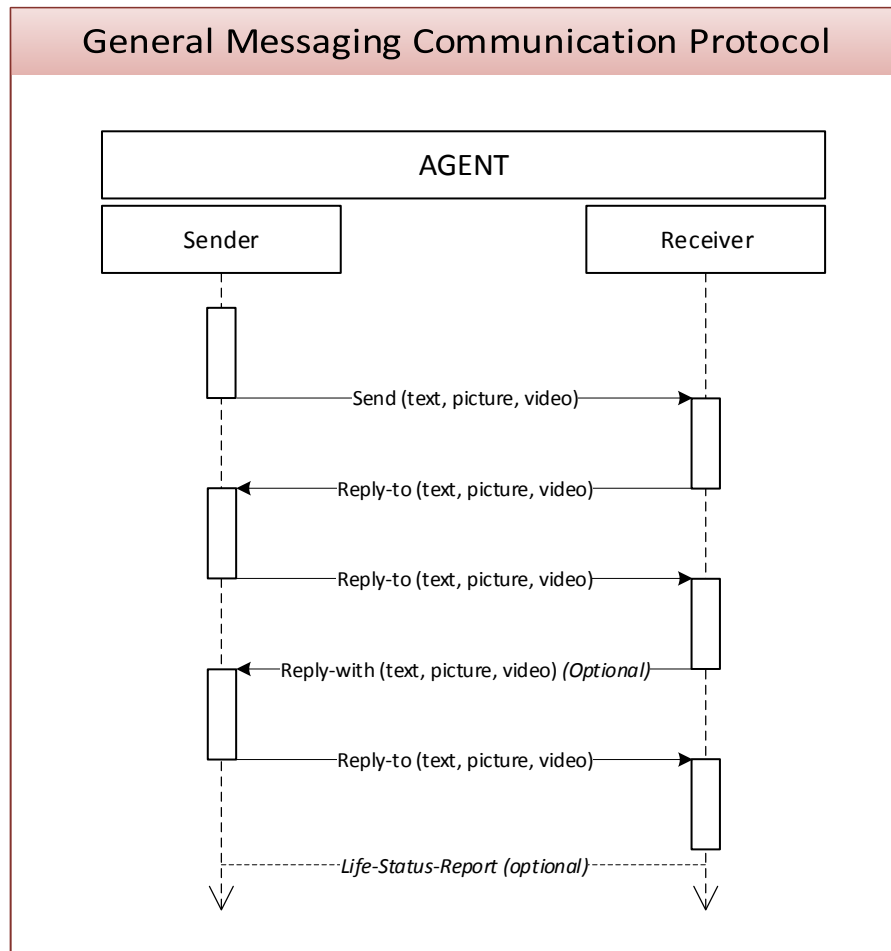 General Messaging Communication Protocol
AGENT
Sender
Receiver
Send (text, picture, video)
Reply-to (text, picture, video)
Reply-to (text, picture, video)
Reply-with (text, picture, video) (Optional)
Reply-to (text, picture, video)
Life-Status-Report (optional)